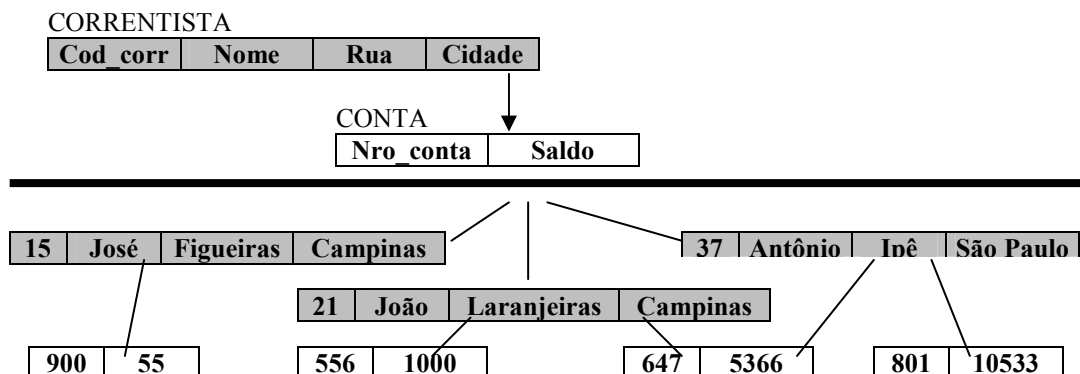 CORRENTISTA
Cod_corr Nome Rua Cidade
CONTA
Nro_conta Saldo
15 José Figueiras Campinas
37 Antônio Ipê São Paulo
21 João Laranjeiras Campinas
900 55
556 1000
647 5366
801 10533